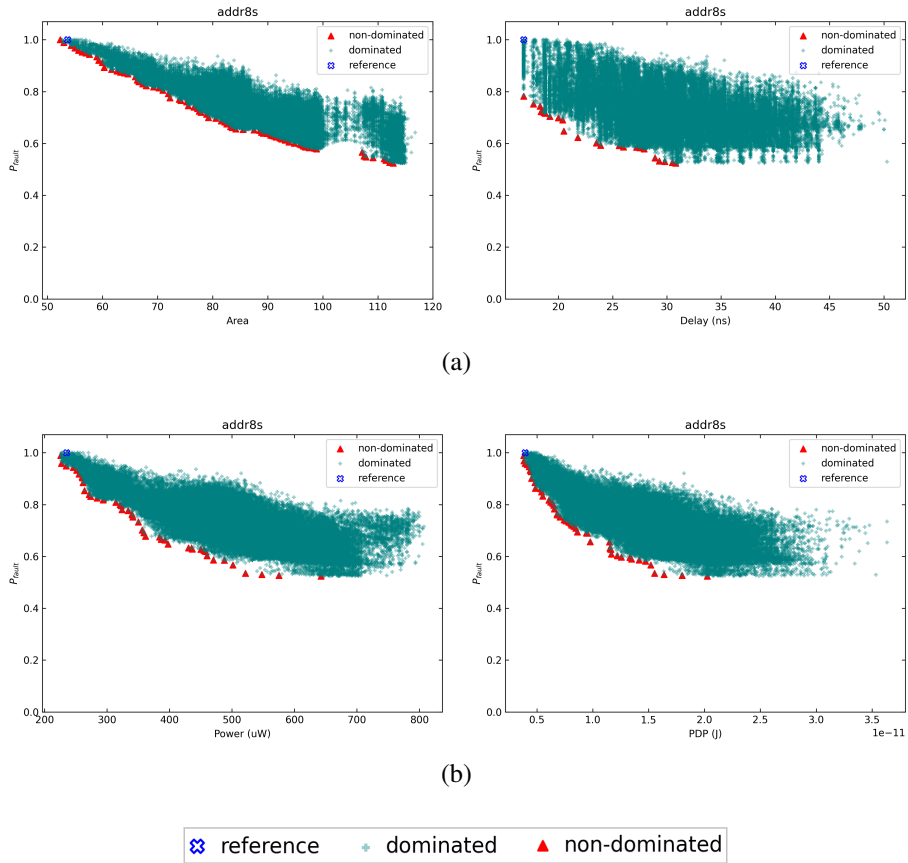 addr8s
1.0
0.8
0.6
0.4
0.2
0.0
P_fault
50 60 70 80 90 100 110 120
Area
non-dominated
dominated
reference
addr8s
1.0
0.8
0.6
0.4
0.2
0.0
P_fault
20 25 30 35 40 45 50
Delay (ns)
non-dominated
dominated
reference
(a)
addr8s
1.0
0.8
0.6
0.4
0.2
0.0
P_fault
200 300 400 500 600 700 800
Power (uW)
non-dominated
dominated
reference
addr8s
1.0
0.8
0.6
0.4
0.2
0.0
P_fault
0.5 1.0 1.5 2.0 2.5 3.0 3.5
1e−11
PDP (J)
non-dominated
dominated
reference
(b)
reference dominated non-dominated